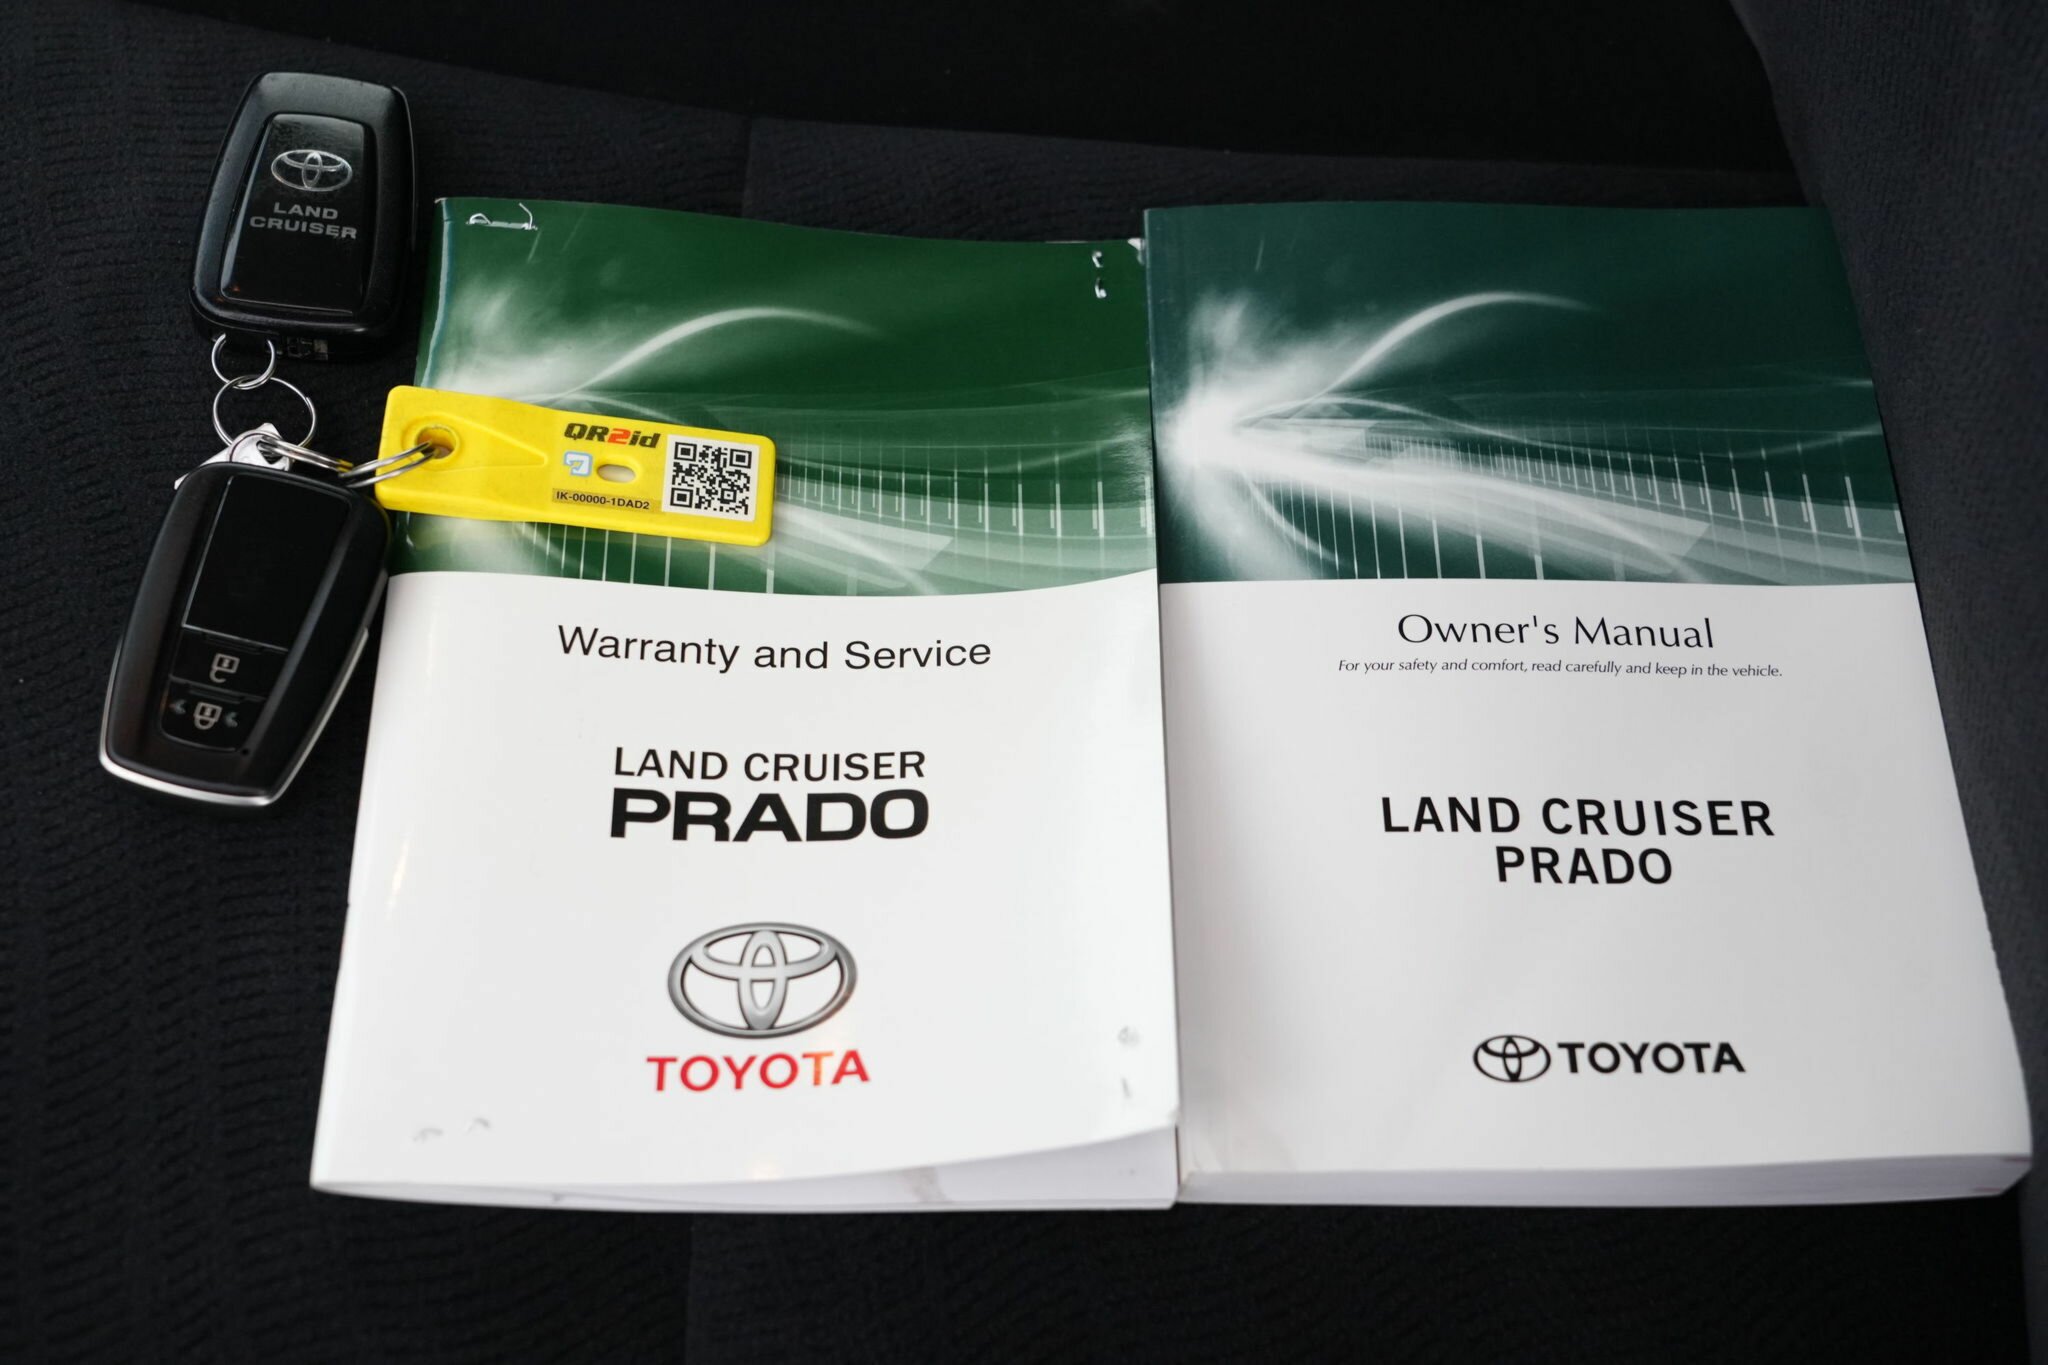 LAND
CRUISER
QR2id
IK-00000-1DAD2
Warranty and Service
LAND CRUISER
PRADO
TOYOTA
Owner's Manual
For your safety and comfort, read carefully and keep in the vehicle.
LAND CRUISER
PRADO
TOYOTA